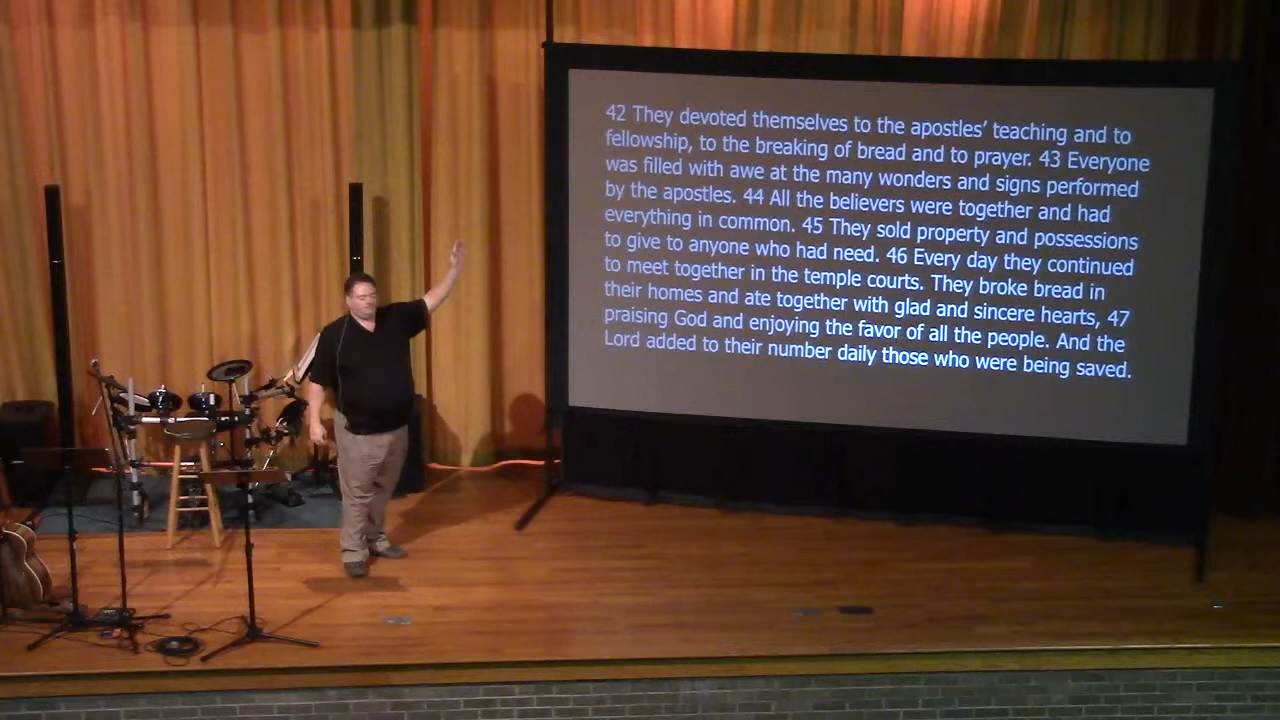 42 They devoted themselves to the apostles’ teaching and to
fellowship, to the breaking of bread and to prayer. 43 Everyone
was filled with awe at the many wonders and signs performed
by the apostles. 44 All the believers were together and had
everything in common. 45 They sold property and possessions
to give to anyone who had need. 46 Every day they continued
to meet together in the temple courts. They broke bread in
their homes and ate together with glad and sincere hearts, 47
praising God and enjoying the favor of all the people. And the
Lord added to their number daily those who were being saved.